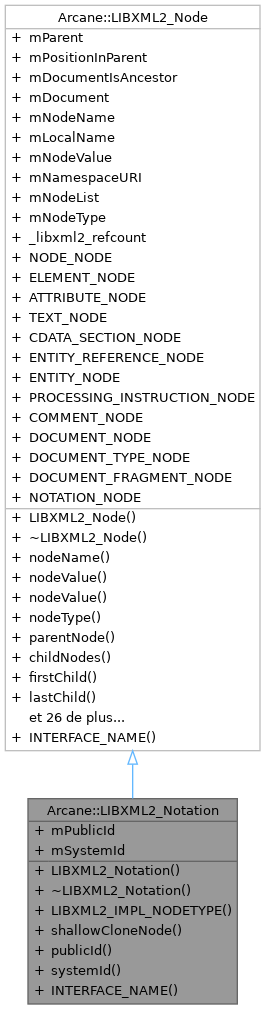 Arcane::LIBXML2_Node
+ mParent
+ mPositionInParent
+ mDocumentIsAncestor
+ mDocument
+ mNodeName
+ mLocalName
+ mNodeValue
+ mNamespaceURI
+ mNodeList
+ mNodeType
+ _libxml2_refcount
+ NODE_NODE
+ ELEMENT_NODE
+ ATTRIBUTE_NODE
+ TEXT_NODE
+ CDATA_SECTION_NODE
+ ENTITY_REFERENCE_NODE
+ ENTITY_NODE
+ PROCESSING_INSTRUCTION_NODE
+ COMMENT_NODE
+ DOCUMENT_NODE
+ DOCUMENT_TYPE_NODE
+ DOCUMENT_FRAGMENT_NODE
+ NOTATION_NODE
+ LIBXML2_Node()
+ ~LIBXML2_Node()
+ nodeName()
+ nodeValue()
+ nodeValue()
+ nodeType()
+ parentNode()
+ childNodes()
+ firstChild()
+ lastChild()
et 26 de plus...
+ INTERFACE_NAME()
Arcane::LIBXML2_Notation
+ mPublicId
+ mSystemId
+ LIBXML2_Notation()
+ ~LIBXML2_Notation()
+ LIBXML2_IMPL_NODETYPE()
+ shallowCloneNode()
+ publicId()
+ systemId()
+ INTERFACE_NAME()